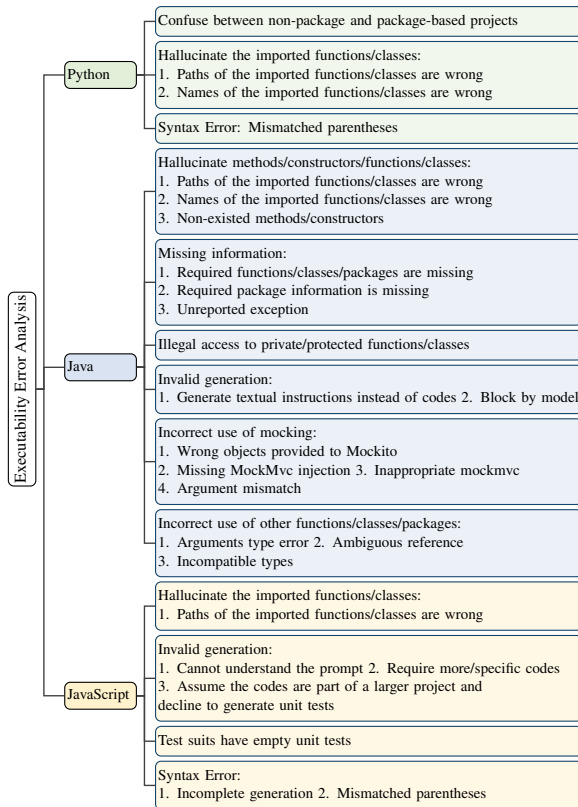 Executability Error Analysis
Python
Confuse between non-package and package-based projects
Hallucinate the imported functions/classes:
1. Paths of the imported functions/classes are wrong
2. Names of the imported functions/classes are wrong
Syntax Error: Mismatched parentheses
Java
Hallucinate methods/constructors/functions/classes:
1. Paths of the imported functions/classes are wrong
2. Names of the imported functions/classes are wrong
3. Non-existed methods/constructors
Missing information:
1. Required functions/classes/packages are missing
2. Required package information is missing
3. Unreported exception
Illegal access to private/protected functions/classes
Invalid generation:
1. Generate textual instructions instead of codes 2. Block by model
Incorrect use of mocking:
1. Wrong objects provided to Mockito
2. Missing MockMvc injection 3. Inappropriate mockmvc
4. Argument mismatch
Incorrect use of other functions/classes/packages:
1. Arguments type error 2. Ambiguous reference
3. Incompatible types
JavaScript
Hallucinate the imported functions/classes:
1. Paths of the imported functions/classes are wrong
Invalid generation:
1. Cannot understand the prompt 2. Require more/specific codes
3. Assume the codes are part of a larger project and
decline to generate unit tests
Test suits have empty unit tests
Syntax Error:
1. Incomplete generation 2. Mismatched parentheses